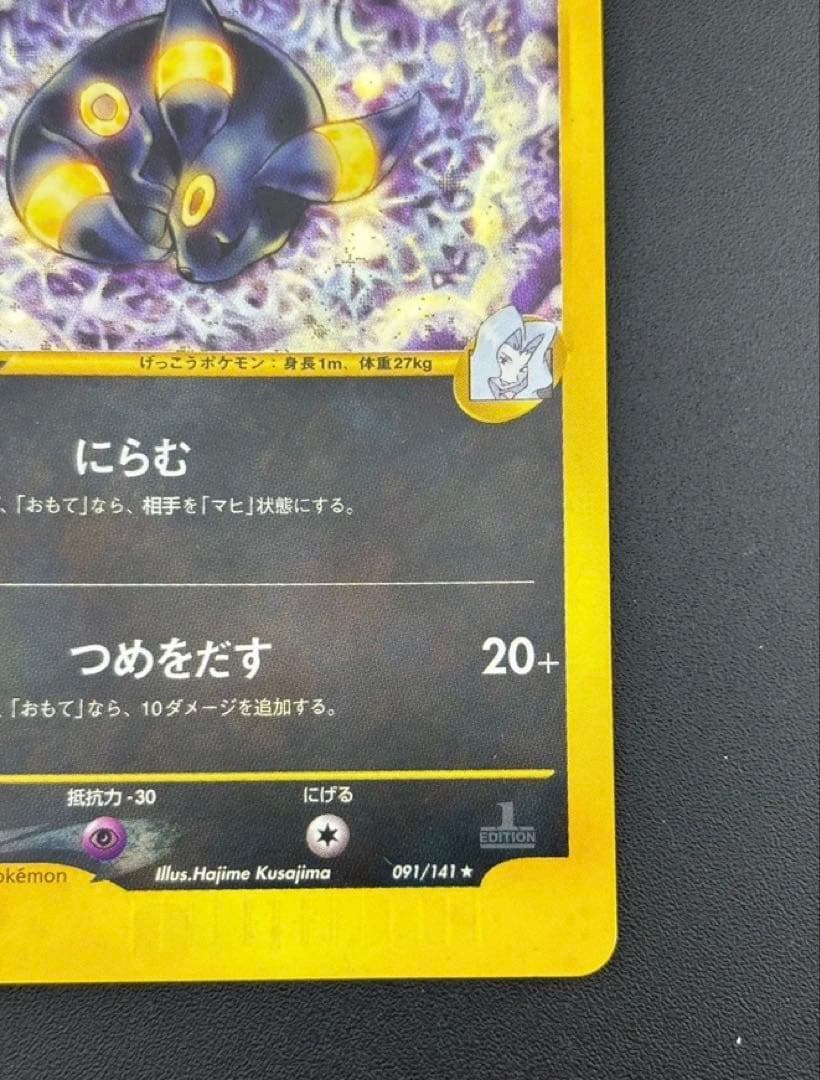 げっこうポケモン：身長1m、体重27kg
にらむ
、「おもて」なら、相手を「マヒ」状態にする。
つめをだす 20+
、「おもて」なら、10ダメージを追加する。
抵抗力 -30 にげる
1
EDITION
okémon Illus.Hajime Kusajima 091/141 ★